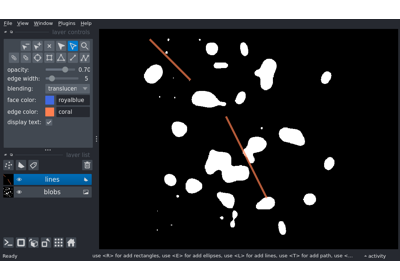 File View Window Plugins Help
layer controls
opacity: 0.70
edge width: 5
blending: translucen
face color: royalblue
edge color: coral
display text:
layer list
lines
blobs
Ready use <R> for add rectangles, use <E> for add ellipses, use <L> for add lines, use <T> for add path, use <... activity